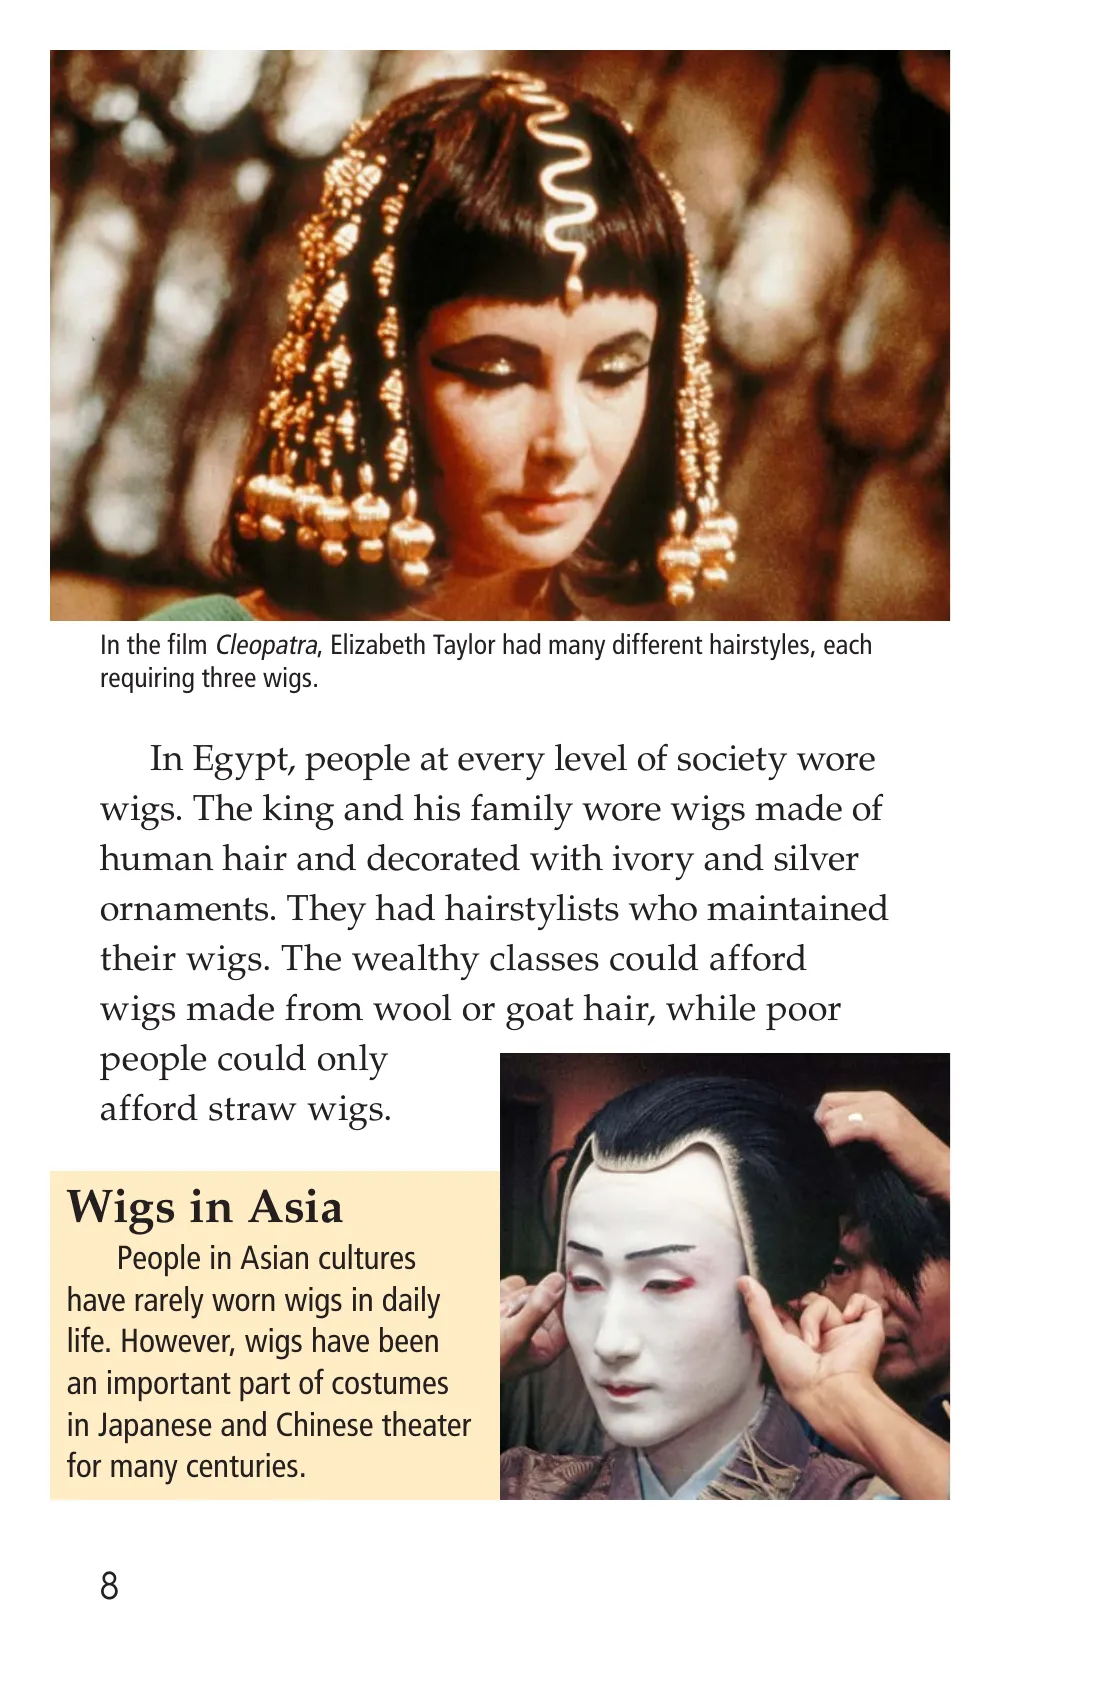 In the film Cleopatra, Elizabeth Taylor had many different hairstyles, each
requiring three wigs.
In Egypt, people at every level of society wore
wigs. The king and his family wore wigs made of
human hair and decorated with ivory and silver
ornaments. They had hairstylists who maintained
their wigs. The wealthy classes could afford
wigs made from wool or goat hair, while poor
people could only
afford straw wigs.
Wigs in Asia
People in Asian cultures
have rarely worn wigs in daily
life. However, wigs have been
an important part of costumes
in Japanese and Chinese theater
for many centuries.
8